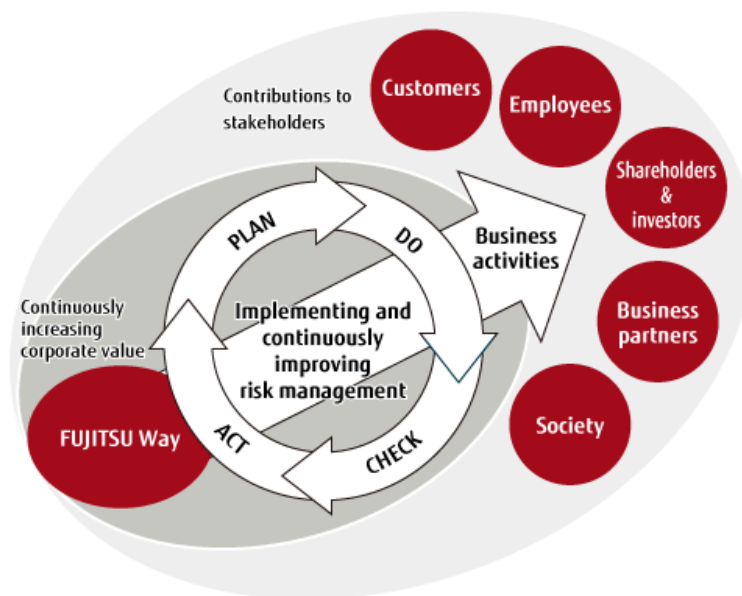 Contributions to
stakeholders
Customers
Employees
Shareholders
&
investors
Business
partners
Society
Business
activities
PLAN
DO
CHECK
ACT
Implementing and
continuously
improving
risk management
Continuously
increasing
corporate value
FUJITSU Way